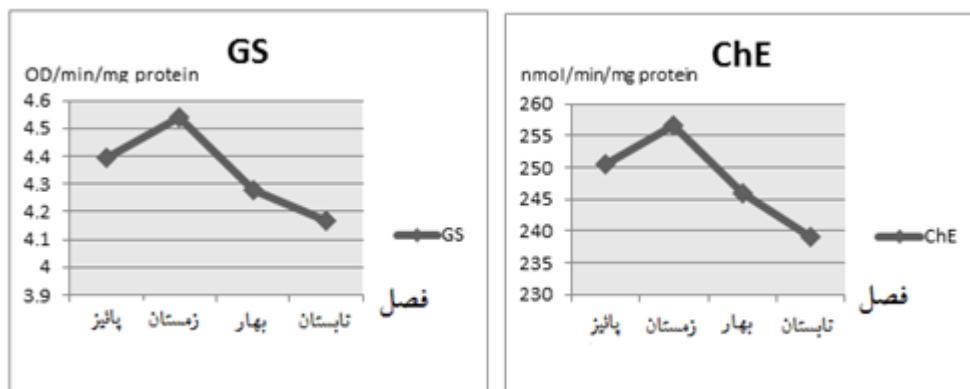 GS
OD/min/mg protein
4.6
4.5
4.4
4.3
4.2
4.1
4
3.9
پائیز زمستان بهار تابستان
فصل
GS
ChE
nmol/min/mg protein
260
255
250
245
240
235
230
پائیز زمستان بهار تابستان
فصل
ChE